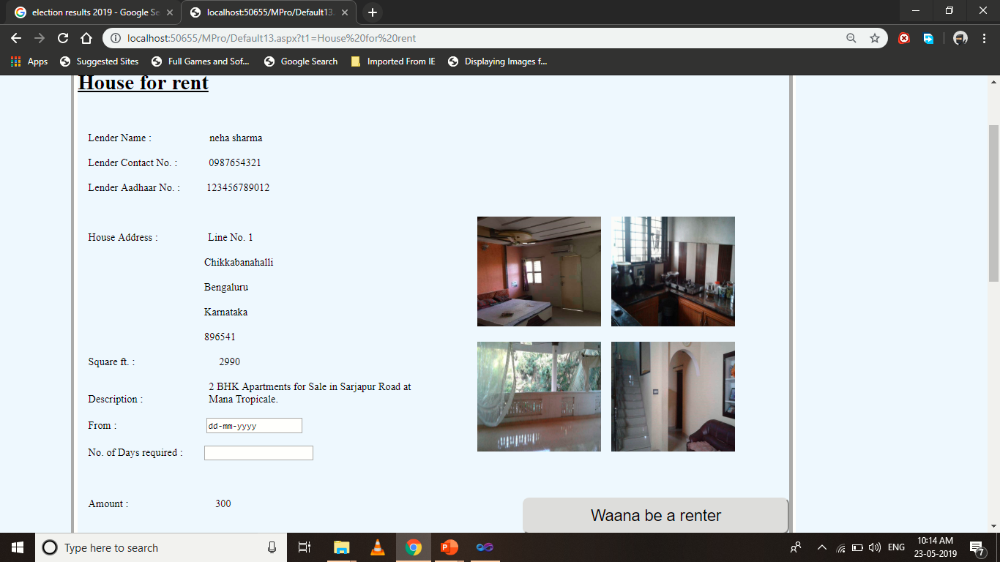 election results 2019 - Google Se
localhost:50655/MPro/Default13.
localhost:50655/MPro/Default13.aspx?t1=House%20for%20rent
Apps Suggested Sites Full Games and Sof... Google Search Imported From IE Displaying Images f...
House for rent
Lender Name : neha sharma
Lender Contact No. : 0987654321
Lender Aadhaar No. : 123456789012
House Address : Line No. 1
Chikkabanahalli
Bengaluru
Karnataka
896541
Square ft. : 2990
2 BHK Apartments for Sale in Sarjapur Road at
Description : Mana Tropicale.
From : dd-mm-yyyy
No. of Days required :
Amount : 300
Waana be a renter
Type here to search
ENG
10:14 AM
23-05-2019
7